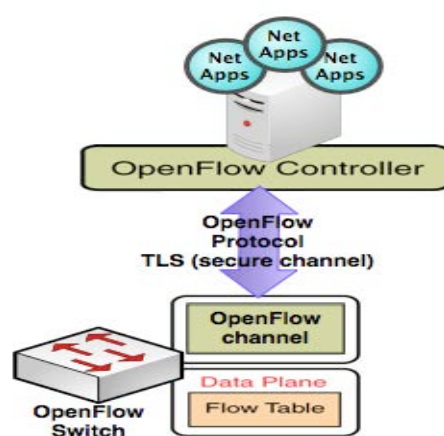 Net
Apps
Net
Apps
Net
Apps
OpenFlow Controller
OpenFlow
Protocol
TLS (secure channel)
OpenFlow
channel
Data Plane
Flow Table
OpenFlow
Switch